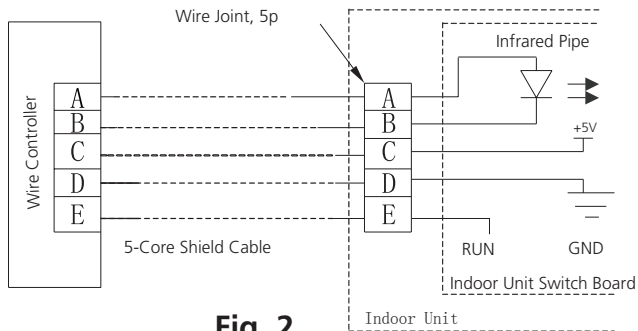 Wire Joint, 5p
Infrared Pipe
Wire Controller
A
B
C
D
E
A
B
C
D
E
+5V
5-Core Shield Cable
RUN
GND
Indoor Unit Switch Board
Indoor Unit
Fig. 2